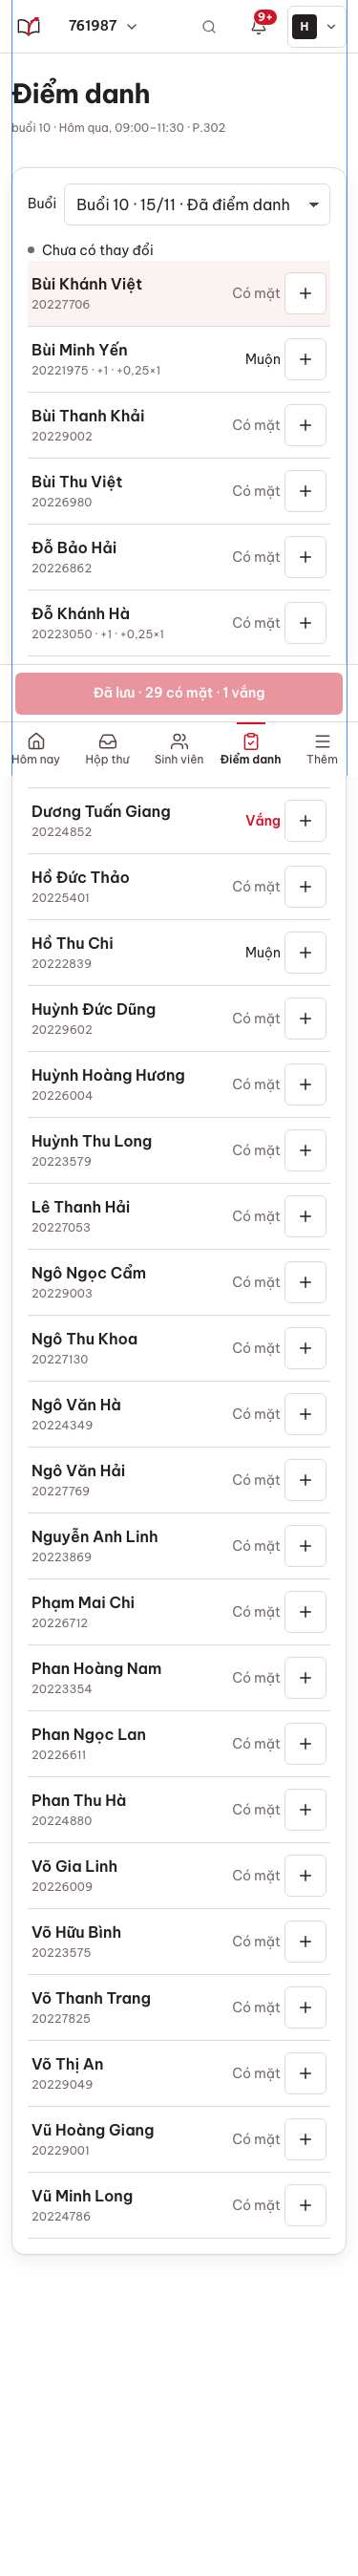 761987
9+
H
Điểm danh
buổi 10 · Hôm qua, 09:00–11:30 · P.302
Buổi
Buổi 10 · 15/11 · Đã điểm danh
Chưa có thay đổi
Bùi Khánh Việt
Có mặt
20227706
Bùi Minh Yến
Muộn
20221975 · +1 · +0,25×1
Bùi Thanh Khải
Có mặt
20229002
Bùi Thu Việt
Có mặt
20226980
Đỗ Bảo Hải
Có mặt
20226862
Đỗ Khánh Hà
Có mặt
20223050 · +1 · +0,25×1
Đã lưu · 29 có mặt · 1 vắng
Hôm nay
Hộp thư
Sinh viên
Điểm danh
Thêm
Dương Tuấn Giang
Vắng
20224852
Hồ Đức Thảo
Có mặt
20225401
Hồ Thu Chi
Muộn
20222839
Huỳnh Đức Dũng
Có mặt
20229602
Huỳnh Hoàng Hương
Có mặt
20226004
Huỳnh Thu Long
Có mặt
20223579
Lê Thanh Hải
Có mặt
20227053
Ngô Ngọc Cẩm
Có mặt
20229003
Ngô Thu Khoa
Có mặt
20227130
Ngô Văn Hà
Có mặt
20224349
Ngô Văn Hải
Có mặt
20227769
Nguyễn Anh Linh
Có mặt
20223869
Phạm Mai Chi
Có mặt
20226712
Phan Hoàng Nam
Có mặt
20223354
Phan Ngọc Lan
Có mặt
20226611
Phan Thu Hà
Có mặt
20224880
Võ Gia Linh
Có mặt
20226009
Võ Hữu Bình
Có mặt
20223575
Võ Thanh Trang
Có mặt
20227825
Võ Thị An
Có mặt
20229049
Vũ Hoàng Giang
Có mặt
20229001
Vũ Minh Long
Có mặt
20224786